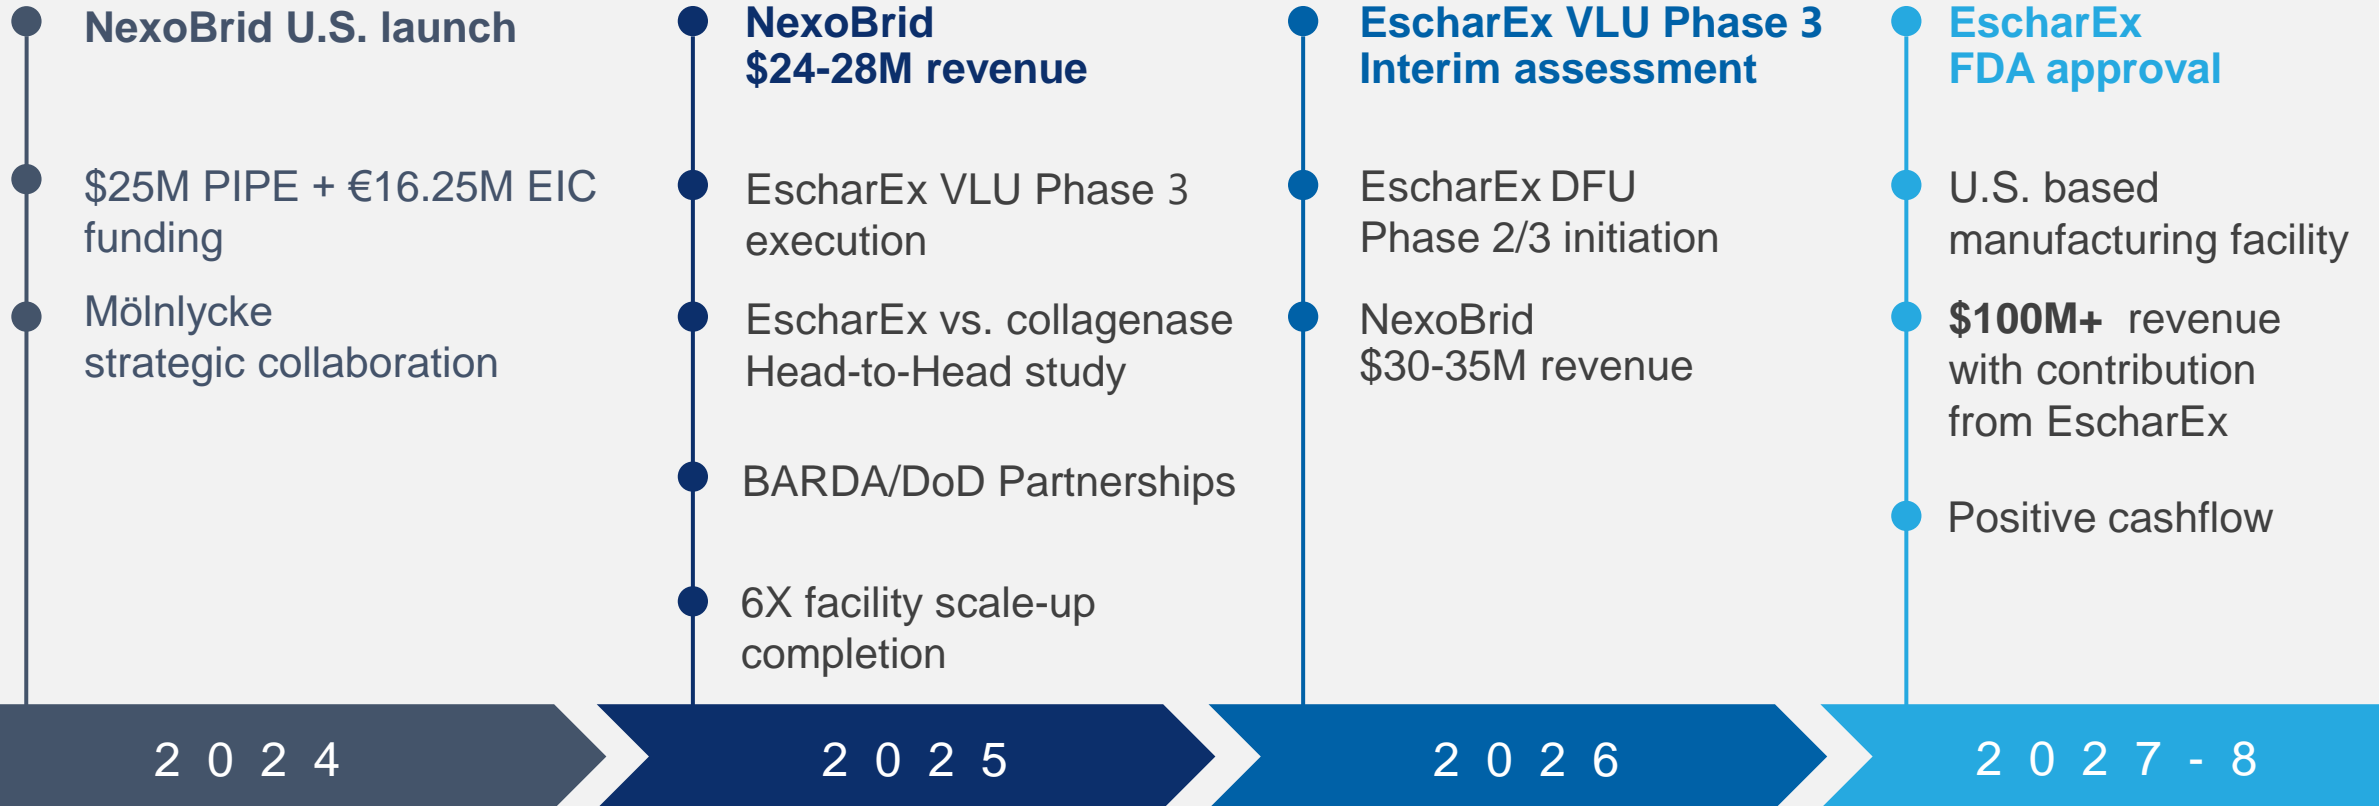 NexoBrid U.S. launch
$25M PIPE + €16.25M EIC
funding
Mölnlycke
strategic collaboration
2024
NexoBrid
$24-28M revenue
EscharEx VLU Phase 3
execution
EscharEx vs. collagenase
Head-to-Head study
BARDA/DoD Partnerships
6X facility scale-up
completion
2025
EscharEx VLU Phase 3
Interim assessment
EscharEx DFU
Phase 2/3 initiation
NexoBrid
$30-35M revenue
2026
EscharEx
FDA approval
U.S. based
manufacturing facility
$100M+ revenue
with contribution
from EscharEx
Positive cashflow
2027-8